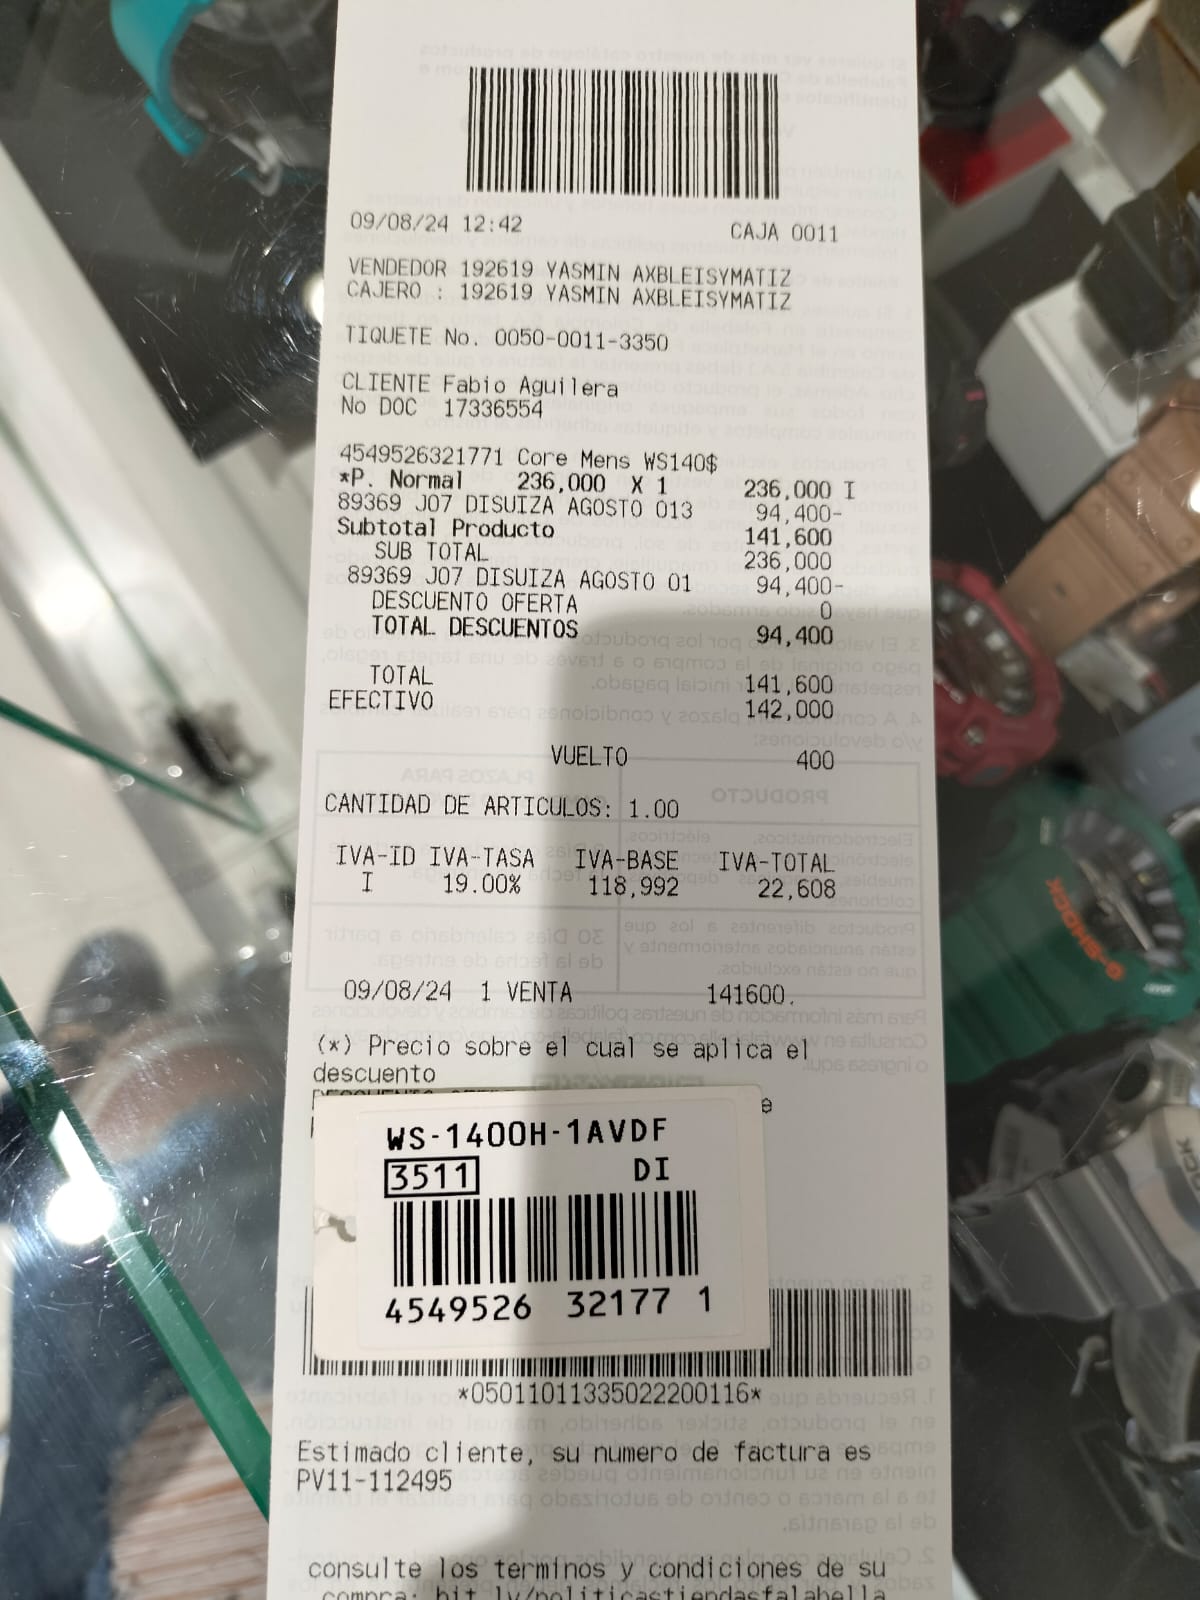 09/08/24 12:42 CAJA 0011
VENDEDOR 192619 YASMIN AXBLEISYMATIZ
CAJERO : 192619 YASMIN AXBLEISYMATIZ
TIQUETE No. 0050-0011-3350
CLIENTE Fabio Aguilera
No DOC 17336554
4549526321771 Core Mens WS140$
*P. Normal 236,000 X 1 236,000 I
89369 J07 DISUIZA AGOSTO 013 94,400-
Subtotal Producto 141,600
SUB TOTAL 236,000
89369 J07 DISUIZA AGOSTO 01 94,400-
DESCUENTO OFERTA 0
TOTAL DESCUENTOS 94,400
TOTAL 141,600
EFECTIVO 142,000
VUELTO 400
CANTIDAD DE ARTICULOS: 1.00
IVA-ID IVA-TASA IVA-BASE IVA-TOTAL
I 19.00% 118,992 22,608
09/08/24 1 VENTA 141600.
(*) Precio sobre el cual se aplica el
descuento
WS-1400H-1AVDF
3511 DI
4549526 32177 1
*050110113350222200116*
Estimado cliente, su numero de factura es
PV11-112495
consulte los terminos y condiciones de su
compra: bit.ly/politicastiendasfalabella
G-SHOCK